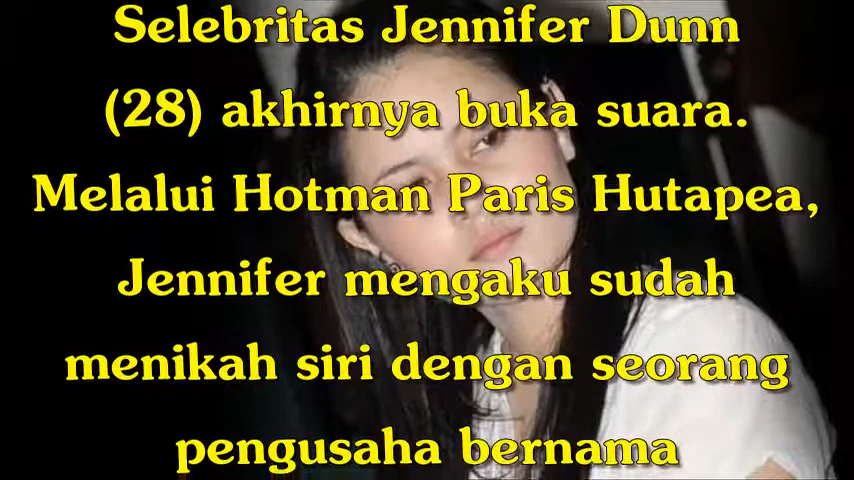 Selebritas Jennifer Dunn
(28) akhirnya buka suara.
Melalui Hotman Paris Hutapea,
Jennifer mengaku sudah
menikah siri dengan seorang
pengusaha bernama